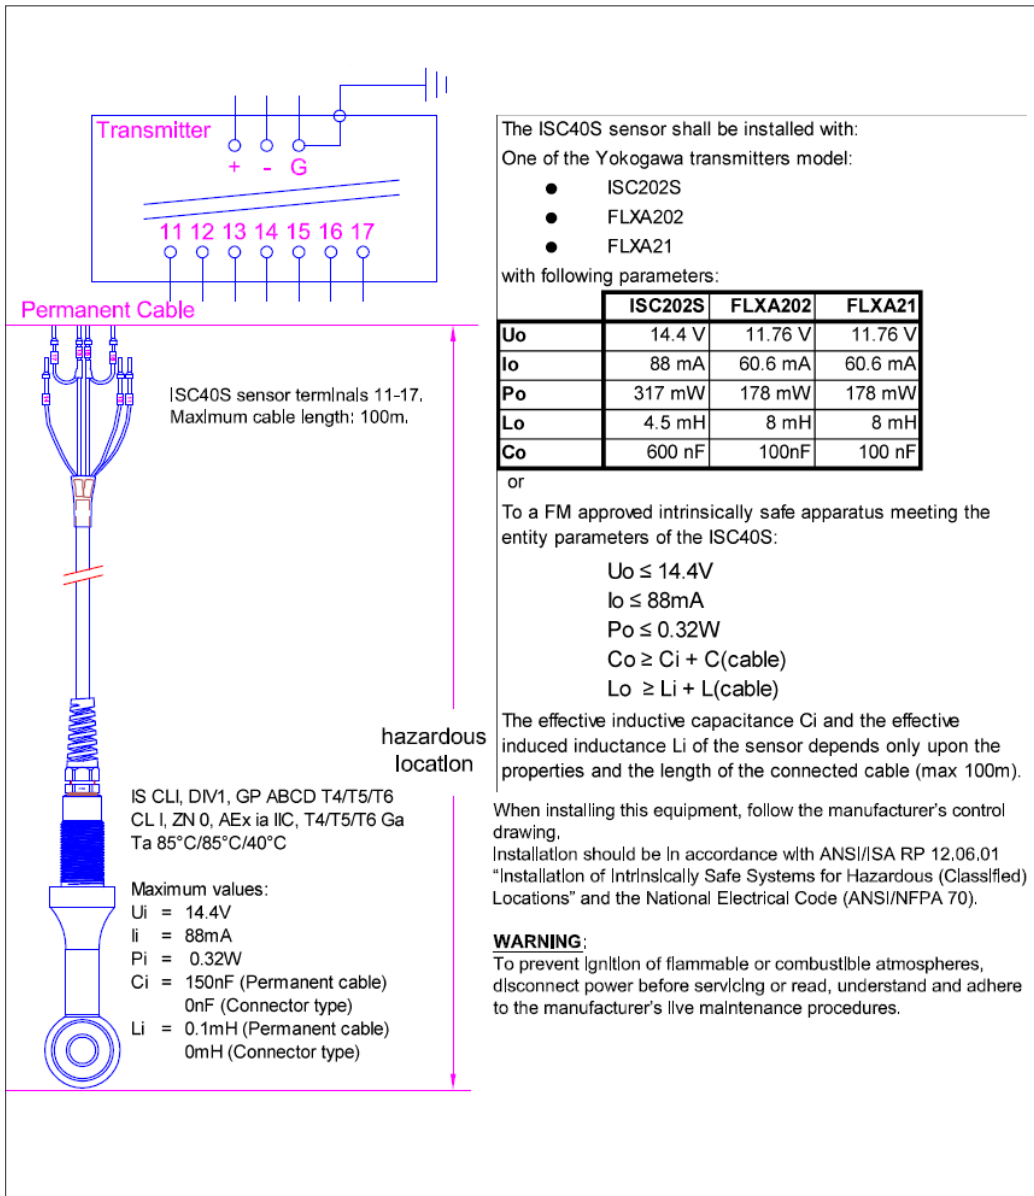 Transmitter
+ - G
11 12 13 14 15 16 17
Permanent Cable
ISC40S sensor terminals 11-17.
Maximum cable length: 100m.
hazardous
location
IS CLI, DIV1, GP ABCD T4/T5/T6
CL I, ZN 0, AEx ia IIC, T4/T5/T6 Ga
Ta 85°C/85°C/40°C
Maximum values:
Ui = 14.4V
Ii = 88mA
Pi = 0.32W
Ci = 150nF (Permanent cable)
0nF (Connector type)
Li = 0.1mH (Permanent cable)
0mH (Connector type)
The ISC40S sensor shall be installed with:
One of the Yokogawa transmitters model:
● ISC202S
● FLXA202
● FLXA21
with following parameters:
ISC202S FLXA202 FLXA21
Uo 14.4 V 11.76 V 11.76 V
Io 88 mA 60.6 mA 60.6 mA
Po 317 mW 178 mW 178 mW
Lo 4.5 mH 8 mH 8 mH
Co 600 nF 100nF 100 nF
or
To a FM approved intrinsically safe apparatus meeting the
entity parameters of the ISC40S:
Uo ≤ 14.4V
Io ≤ 88mA
Po ≤ 0.32W
Co ≥ Ci + C(cable)
Lo ≥ Li + L(cable)
The effective inductive capacitance Ci and the effective
induced inductance Li of the sensor depends only upon the
properties and the length of the connected cable (max 100m).
When installing this equipment, follow the manufacturer's control
drawing.
Installation should be in accordance with ANSI/ISA RP 12.06.01
"Installation of Intrinsically Safe Systems for Hazardous (Classified)
Locations" and the National Electrical Code (ANSI/NFPA 70).
WARNING:
To prevent ignition of flammable or combustible atmospheres,
disconnect power before servicing or read, understand and adhere
to the manufacturer's live maintenance procedures.